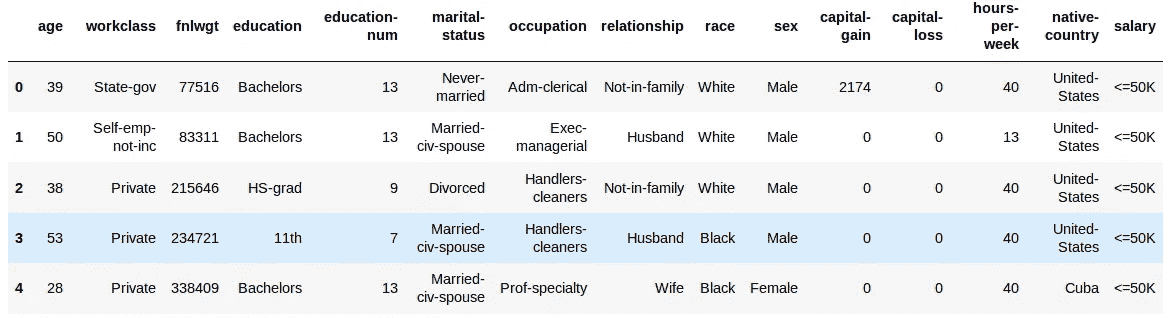 age workclass fnlwgt education education-num marital-status occupation relationship race sex capital-gain capital-loss hours-per-week native-country salary
0 39 State-gov 77516 Bachelors 13 Never-married Adm-clerical Not-in-family White Male 2174 0 40 United-States <=50K
1 50 Self-emp-not-inc 83311 Bachelors 13 Married-civ-spouse Exec-managerial Husband White Male 0 0 13 United-States <=50K
2 38 Private 215646 HS-grad 9 Divorced Handlers-cleaners Not-in-family White Male 0 0 40 United-States <=50K
3 53 Private 234721 11th 7 Married-civ-spouse Handlers-cleaners Husband Black Male 0 0 40 United-States <=50K
4 28 Private 338409 Bachelors 13 Married-civ-spouse Prof-specialty Wife Black Female 0 0 40 Cuba <=50K